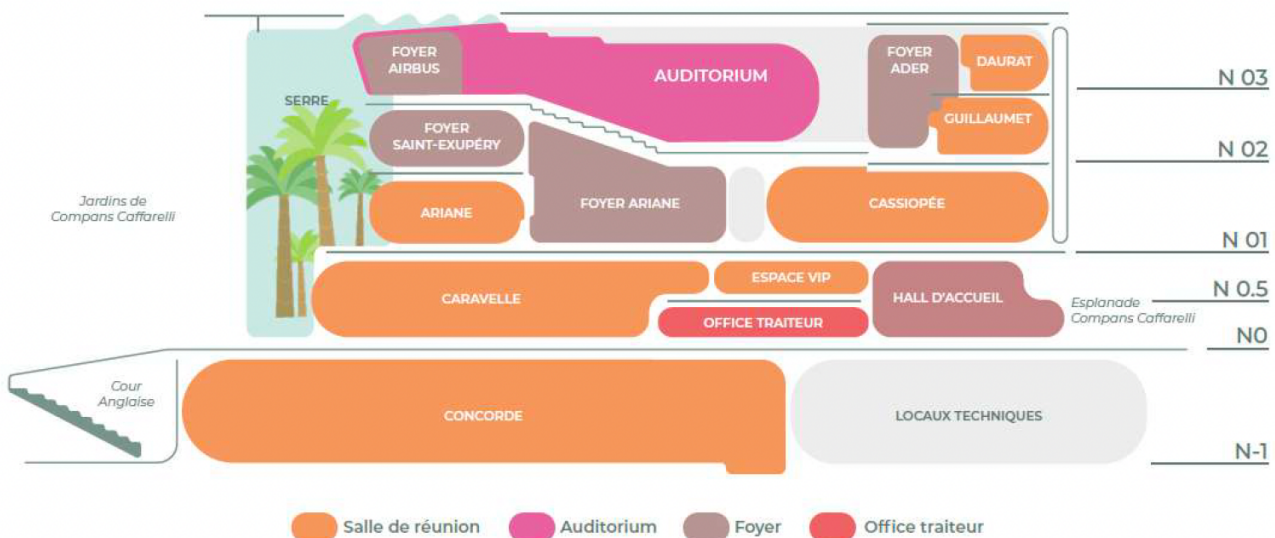 FOYER
AIRBUS
AUDITORIUM
FOYER
ADER
DAURAT
N 03
SERRE
GUILLAUMET
FOYER
SAINT-EXUPÉRY
N 02
Jardins de
Compans Caffarelli
ARIANE
FOYER ARIANE
CASSIOPÉE
N 01
CARAVELLE
ESPACE VIP
HALL D'ACCUEIL
N 0.5
Esplanade
Compans Caffarelli
OFFICE TRAITEUR
N0
Cour
Anglaise
CONCORDE
LOCAUX TECHNIQUES
N-1
Salle de réunion
Auditorium
Foyer
Office traiteur